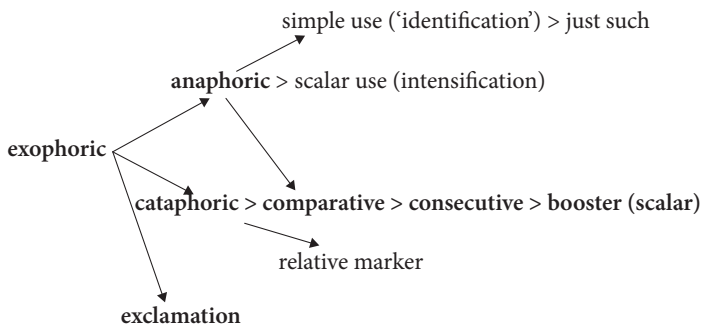 simple use (‘identification’) > just such
anaphoric > scalar use (intensification)
exophoric
cataphoric > comparative > consecutive > booster (scalar)
relative marker
exclamation